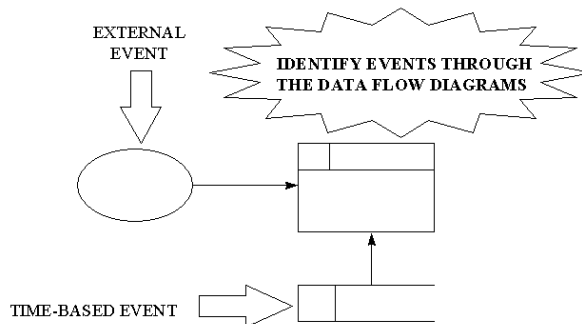 EXTERNAL
EVENT
IDENTIFY EVENTS THROUGH
THE DATA FLOW DIAGRAMS
TIME-BASED EVENT